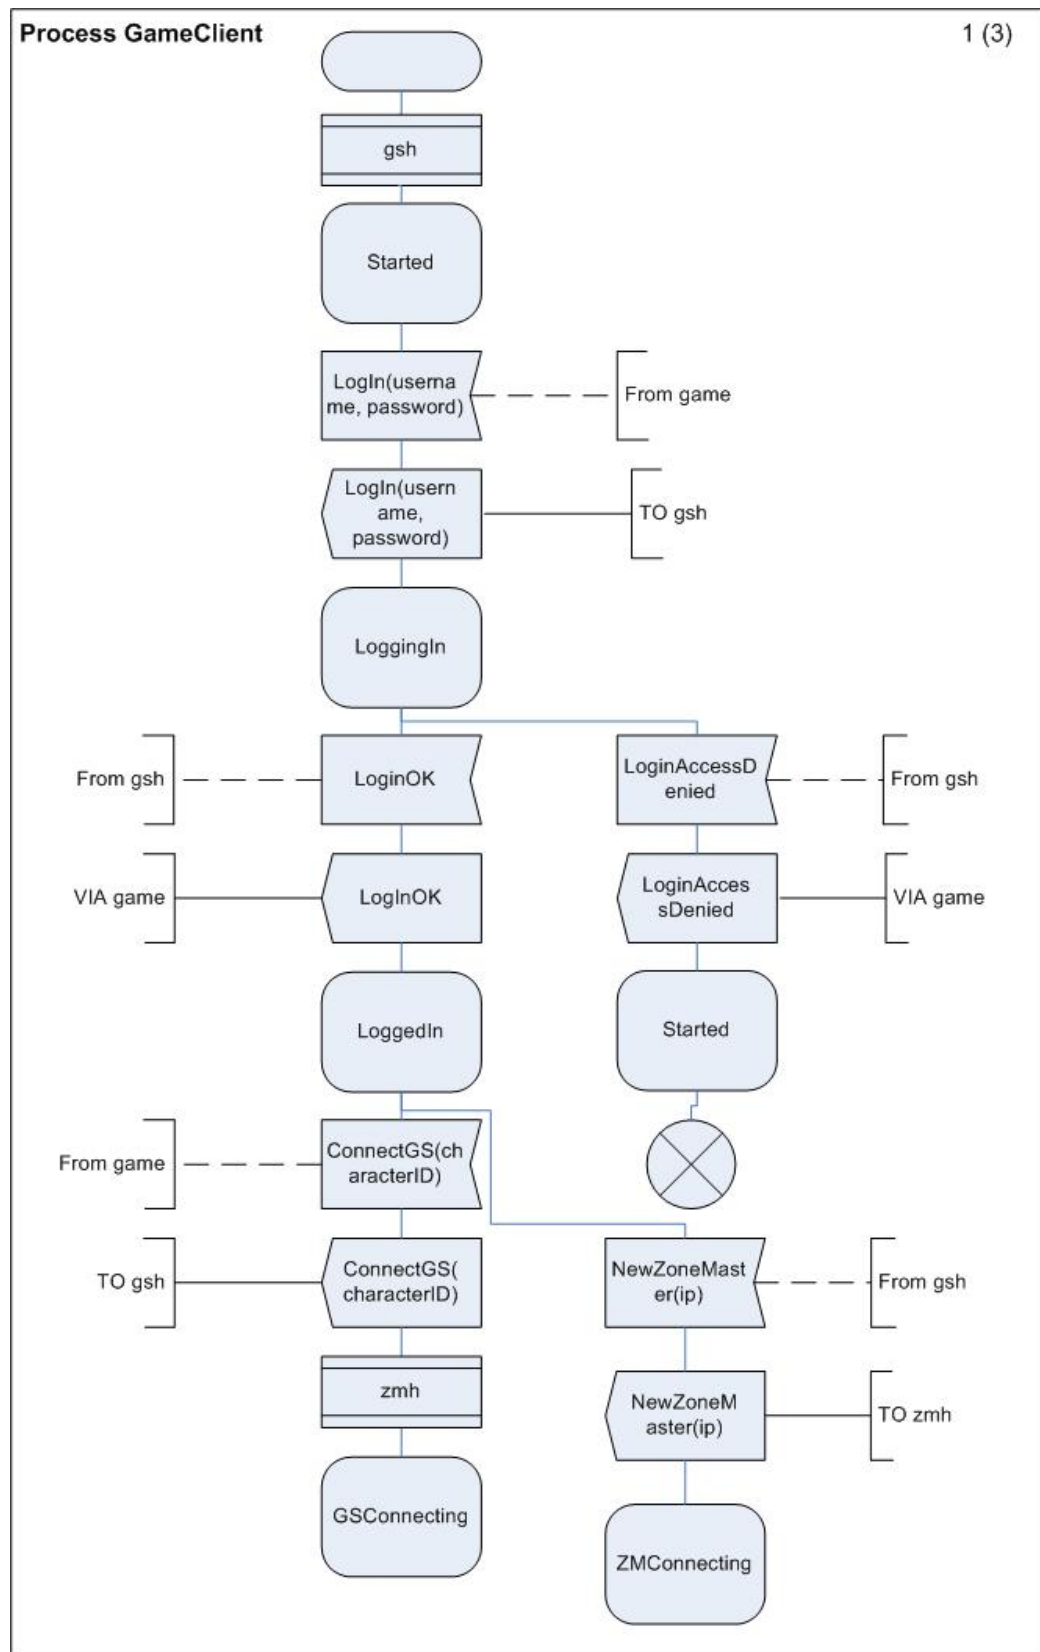 Process GameClient
1 (3)
gsh
Started
LogIn(userna
me, password)
From game
LogIn(usern
ame,
password)
TO gsh
LoggingIn
From gsh
LoginOK
LoginAccessD
enied
From gsh
VIA game
LogInOK
LoginAcces
sDenied
VIA game
LoggedIn
Started
From game
ConnectGS(ch
aracterID)
TO gsh
ConnectGS(
characterID)
NewZoneMast
er(ip)
From gsh
zmh
NewZoneM
aster(ip)
TO zmh
GSConnecting
ZMConnecting